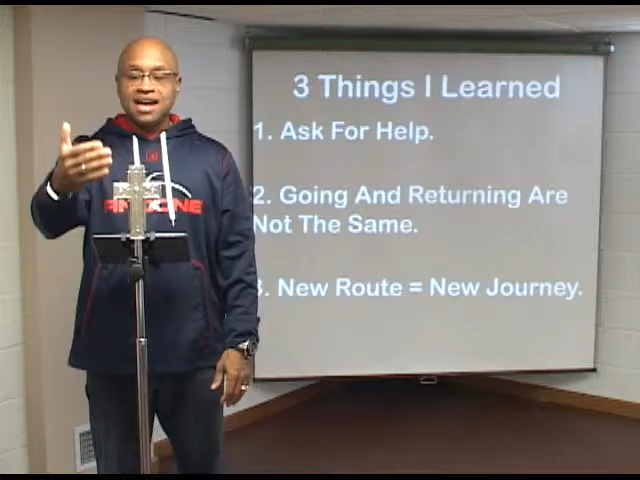 3 Things I Learned
1. Ask For Help.
2. Going And Returning Are
Not The Same.
3. New Route = New Journey.